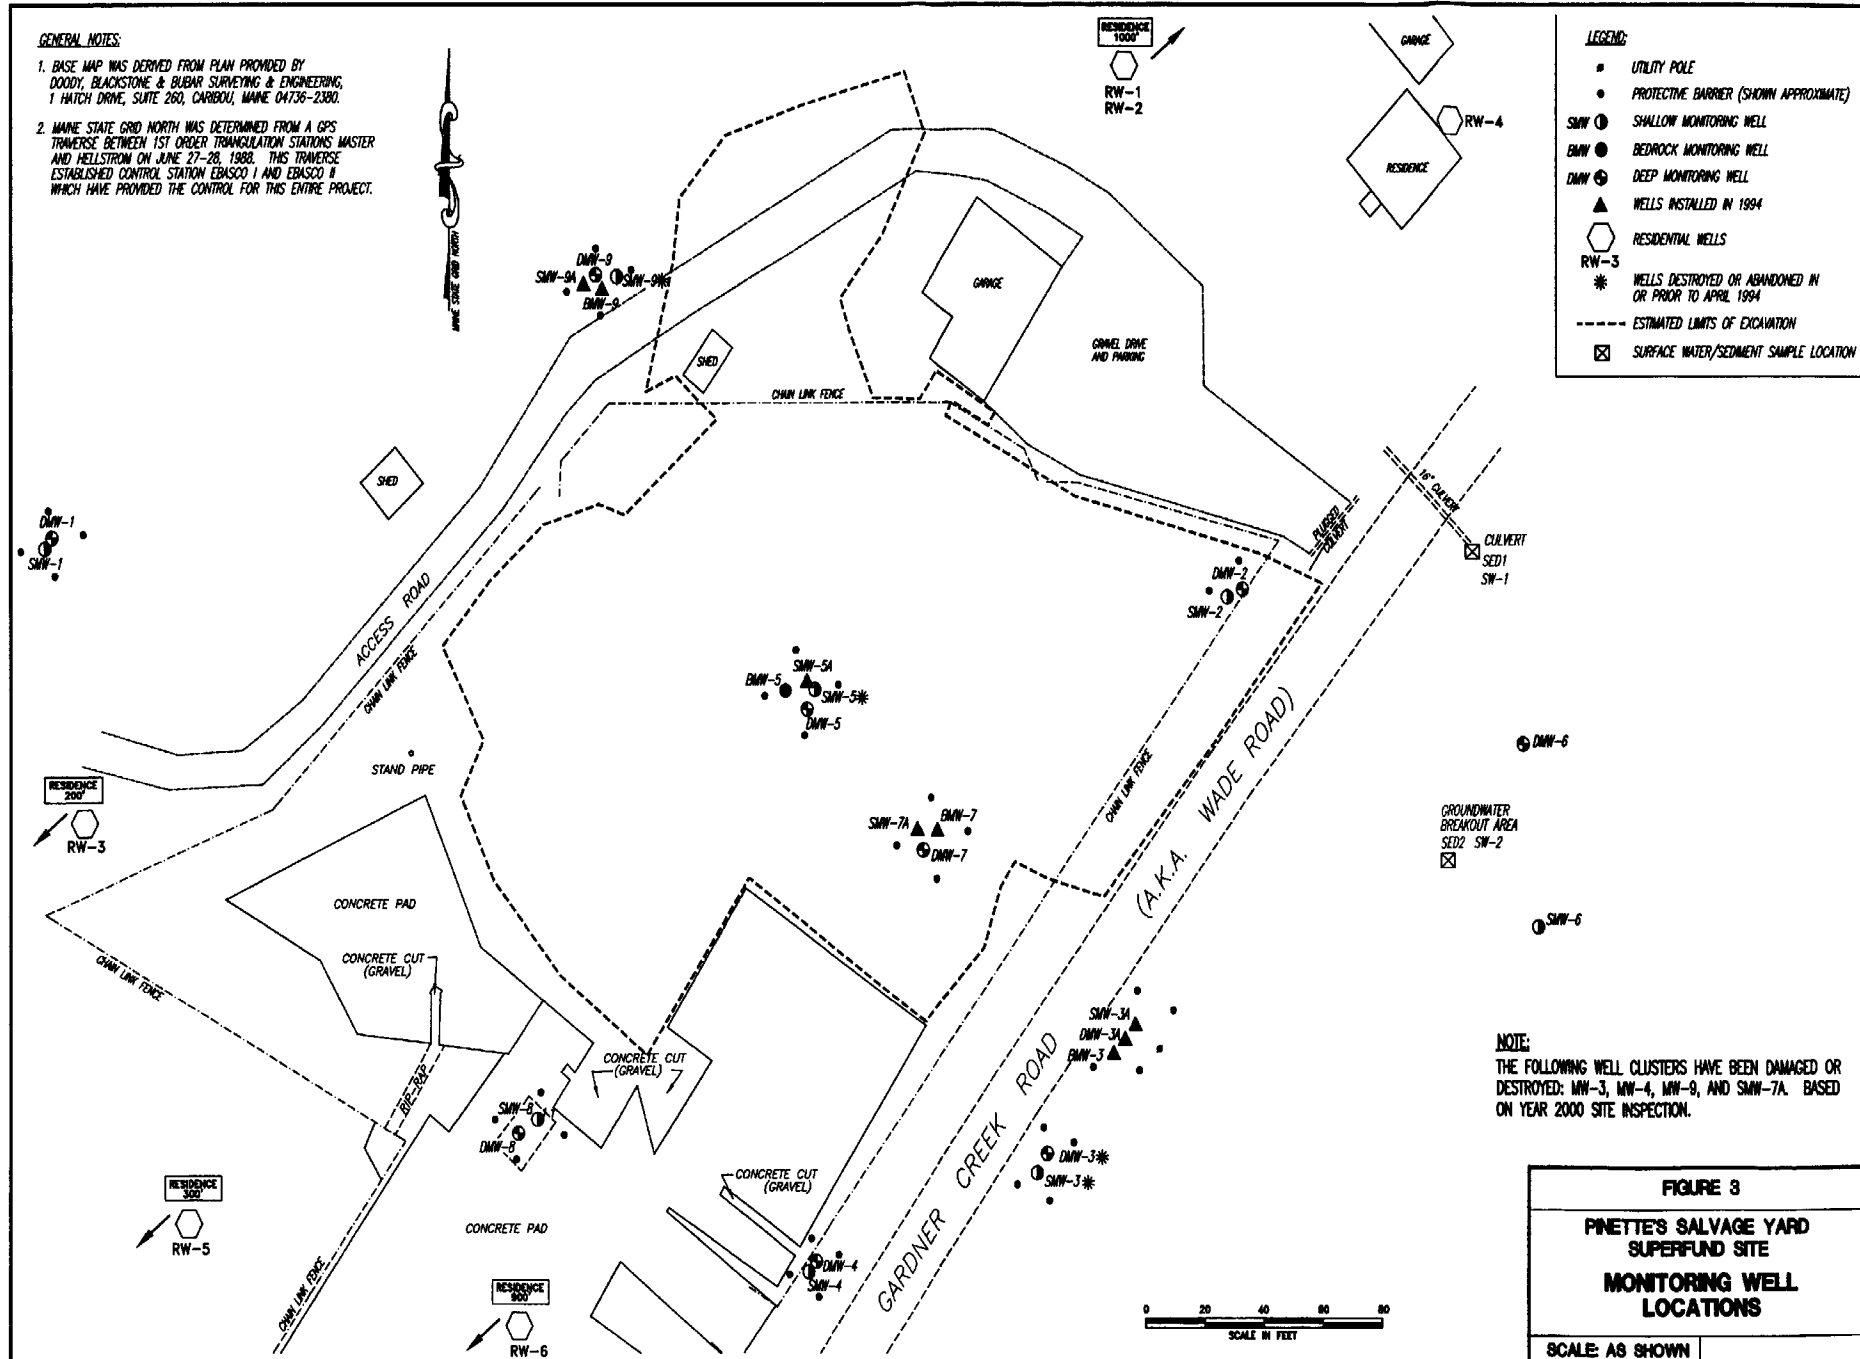 GENERAL NOTES:
1. BASE MAP WAS DERIVED FROM PLAN PROVIDED BY
DOODY, BLACKSTONE & BUBAR SURVEYING & ENGINEERING,
1 HATCH DRIVE, SUITE 260, CARIBOU, MAINE 04736-2380.
2. MAINE STATE GRID NORTH WAS DETERMINED FROM A GPS
TRAVERSE BETWEEN 1ST ORDER TRIANGULATION STATIONS MASTER
AND HELLSTROM ON JUNE 27-28, 1988. THIS TRAVERSE
ESTABLISHED CONTROL STATION EBASCO I AND EBASCO II
WHICH HAVE PROVIDED THE CONTROL FOR THIS ENTIRE PROJECT.
MAINE STATE GRID NORTH
RESIDENCE
1000'
RW-1
RW-2
GARAGE
RW-4
RESIDENCE
LEGEND:
UTILITY POLE
PROTECTIVE BARRIER (SHOWN APPROXIMATE)
SMW SHALLOW MONITORING WELL
BMW BEDROCK MONITORING WELL
DMW DEEP MONITORING WELL
WELLS INSTALLED IN 1994
RESIDENTIAL WELLS
RW-3
WELLS DESTROYED OR ABANDONED IN
OR PRIOR TO APRIL 1994
ESTIMATED LIMITS OF EXCAVATION
SURFACE WATER/SEDIMENT SAMPLE LOCATION
DMW-9
SMW-9A
SMW-9
BMW-9
GARAGE
GRAVEL DRIVE
AND PARKING
SHED
CHAIN LINK FENCE
SHED
16" CULVERT
PLUGGED
CULVERT
CULVERT
SED1
SW-1
DMW-1
SMW-1
ACCESS ROAD
CHAIN LINK FENCE
DMW-2
SMW-2
SMW-5A
BMW-5
SMW-5*
DMW-5
DMW-6
STAND PIPE
CHAIN LINK FENCE
RESIDENCE
200'
RW-3
SMW-7A
BMW-7
DMW-7
GROUNDWATER
BREAKOUT AREA
SED2 SW-2
SMW-6
GARDNER CREEK ROAD (A.K.A. WADE ROAD)
CONCRETE PAD
CONCRETE CUT
(GRAVEL)
CHAIN LINK FENCE
RIP-RAP
CONCRETE CUT
(GRAVEL)
SMW-3A
DMW-3A
BMW-3
NOTE:
THE FOLLOWING WELL CLUSTERS HAVE BEEN DAMAGED OR
DESTROYED: MW-3, MW-4, MW-9, AND SMW-7A. BASED
ON YEAR 2000 SITE INSPECTION.
SMW-8
DMW-8
DMW-3*
SMW-3*
CONCRETE CUT
(GRAVEL)
RESIDENCE
300'
RW-5
CONCRETE PAD
DMW-4
SMW-4
CHAIN LINK FENCE
RESIDENCE
900'
RW-6
0 20 40 60 80
SCALE IN FEET
FIGURE 3
PINETTE'S SALVAGE YARD
SUPERFUND SITE
MONITORING WELL
LOCATIONS
SCALE: AS SHOWN